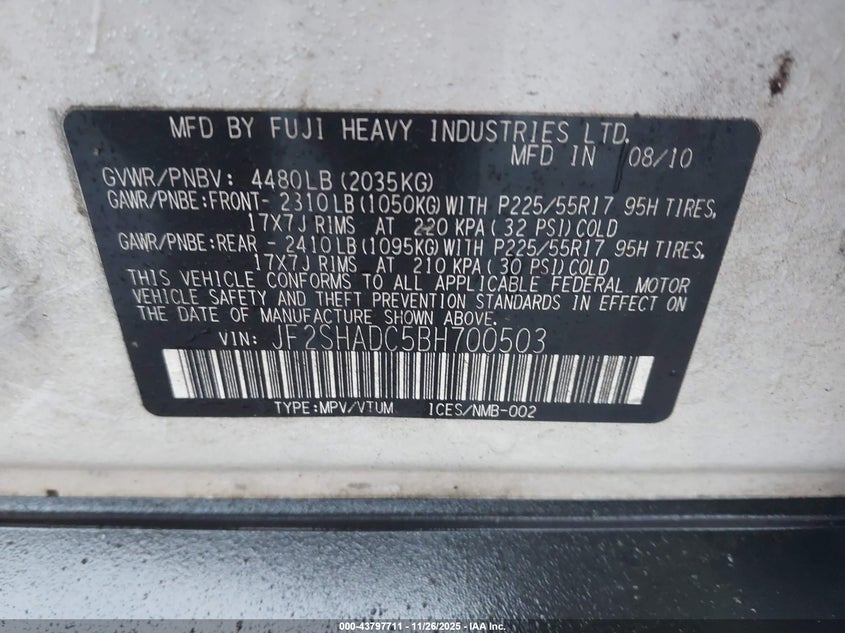 MFD BY FUJI HEAVY INDUSTRIES LTD.
MFD IN 08/10
GVWR/PNBV: 4480LB (2035KG)
GAWR/PNBE:FRONT- 2310LB(1050KG)WITH P225/55R17 95H TIRES,
17X7J RIMS AT 220 KPA( 32 PSI)COLD
GAWR/PNBE:REAR - 2410LB(1095KG)WITH P225/55R17 95H TIRES,
17X7J RIMS AT 210 KPA( 30 PSI)COLD
THIS VEHICLE CONFORMS TO ALL APPLICABLE FEDERAL MOTOR
VEHICLE SAFETY AND THEFT PREVENTION STANDARDS IN EFFECT ON
THE DATE OF MANUFACTURE SHOWN ABOVE.
VIN: JF2SHADC5BH700503
TYPE:MPV/VTUM 1CES/NMB-002
000-43797711 - 11/26/2025 - IAA Inc.